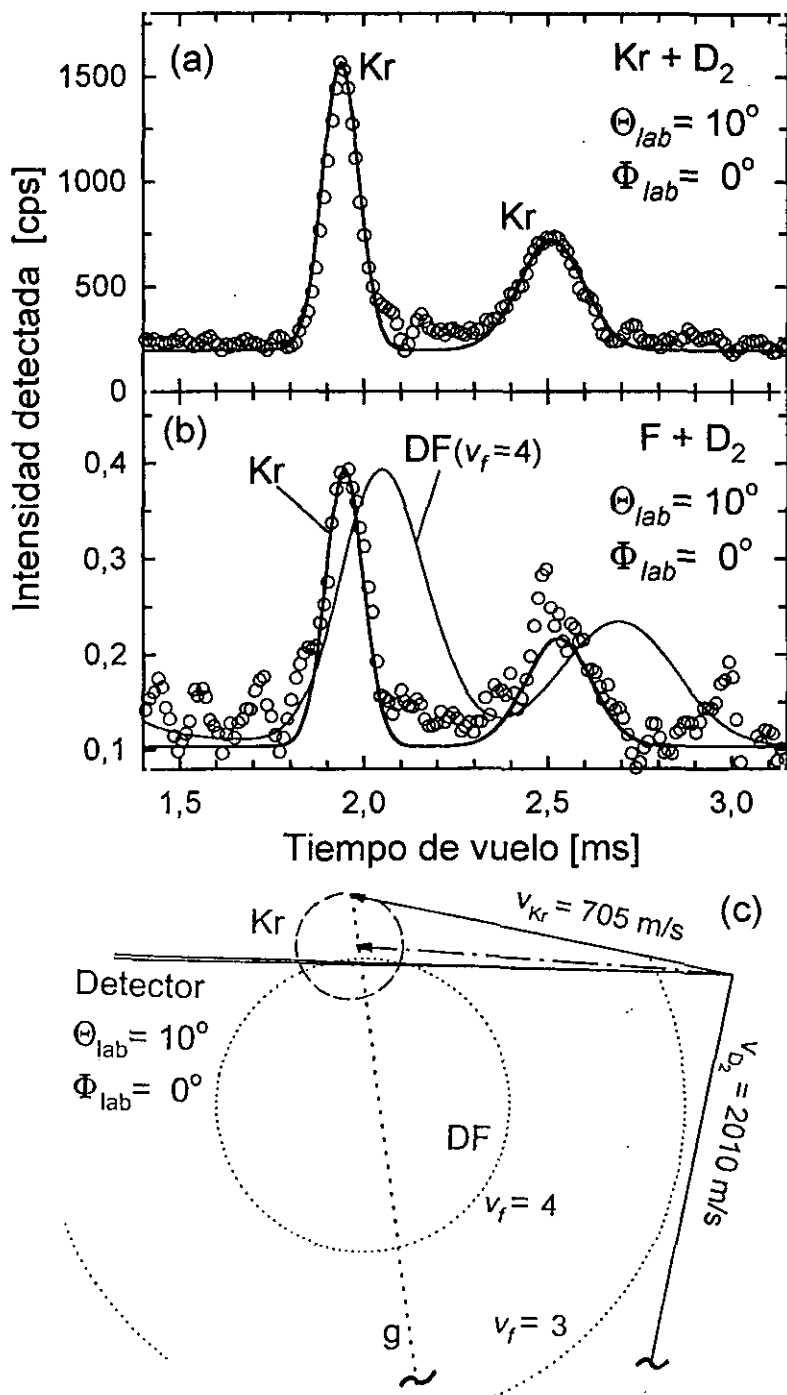 (a)
Kr
Kr + D2
Θlab = 10°
Φlab = 0°
Kr
1500
1000
500
0
Intensidad detectada [cps]
(b)
Kr
DF(vf=4)
F + D2
Θlab = 10°
Φlab = 0°
0,4
0,3
0,2
0,1
1,5
2,0
2,5
3,0
Tiempo de vuelo [ms]
(c)
vKr = 705 m/s
Kr
Detector
Θlab = 10°
Φlab = 0°
DF
vf = 4
vf = 3
g
vD2 = 2010 m/s